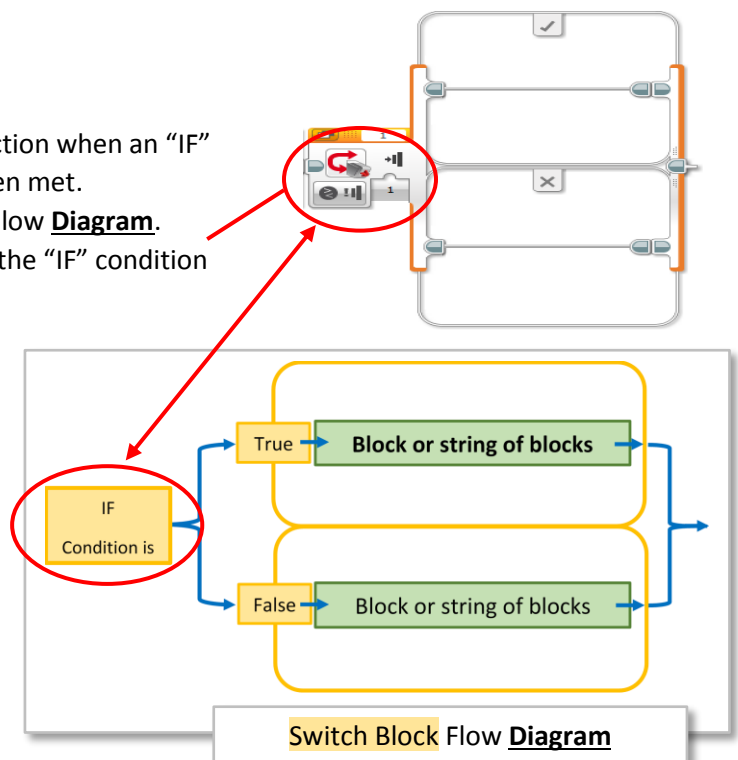 ction when an “IF”
en met.
low Diagram.
the “IF” condition
1
1
True
Block or string of blocks
IF
Condition is
False
Block or string of blocks
Switch Block Flow Diagram